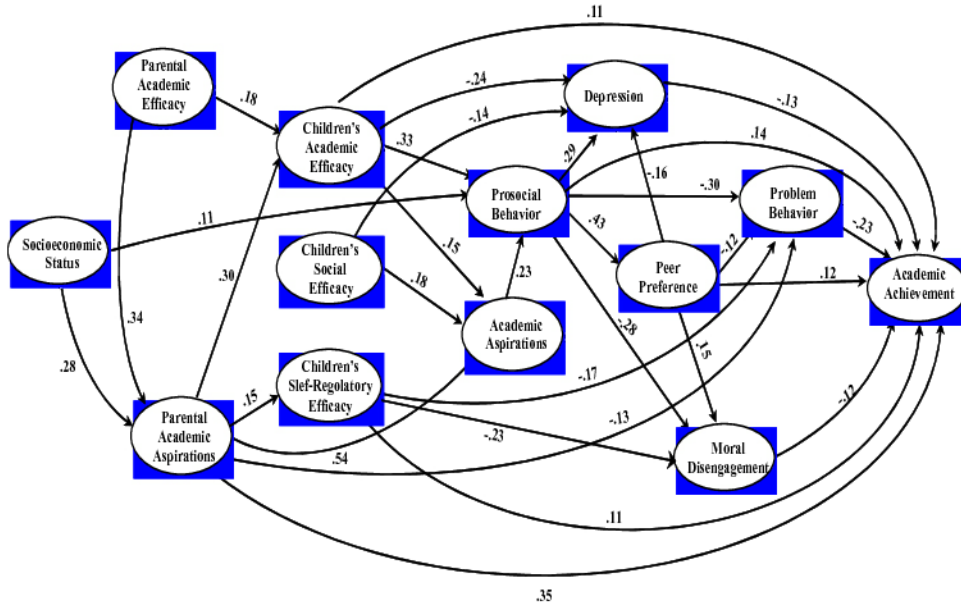 .11
Parental
Academic
Efficacy
.18
-.24
-.14
Depression
-.13
Children's
Academic
Efficacy
.33
.29
.14
-.16
-.30
Prosocial
Behavior
Problem
Behavior
.11
.43
-.23
Socioeconomic
Status
Children's
Social
Efficacy
.15
.18
.23
-.12
Peer
Preference
.12
Academic
Achievement
.30
.34
.28
Academic
Aspirations
-.28
.15
Children's
Slef-Regolatory
Efficacy
-.17
-.12
.15
Parental
Academic
Aspirations
-.13
-.23
.54
Moral
Disengagement
.11
.35